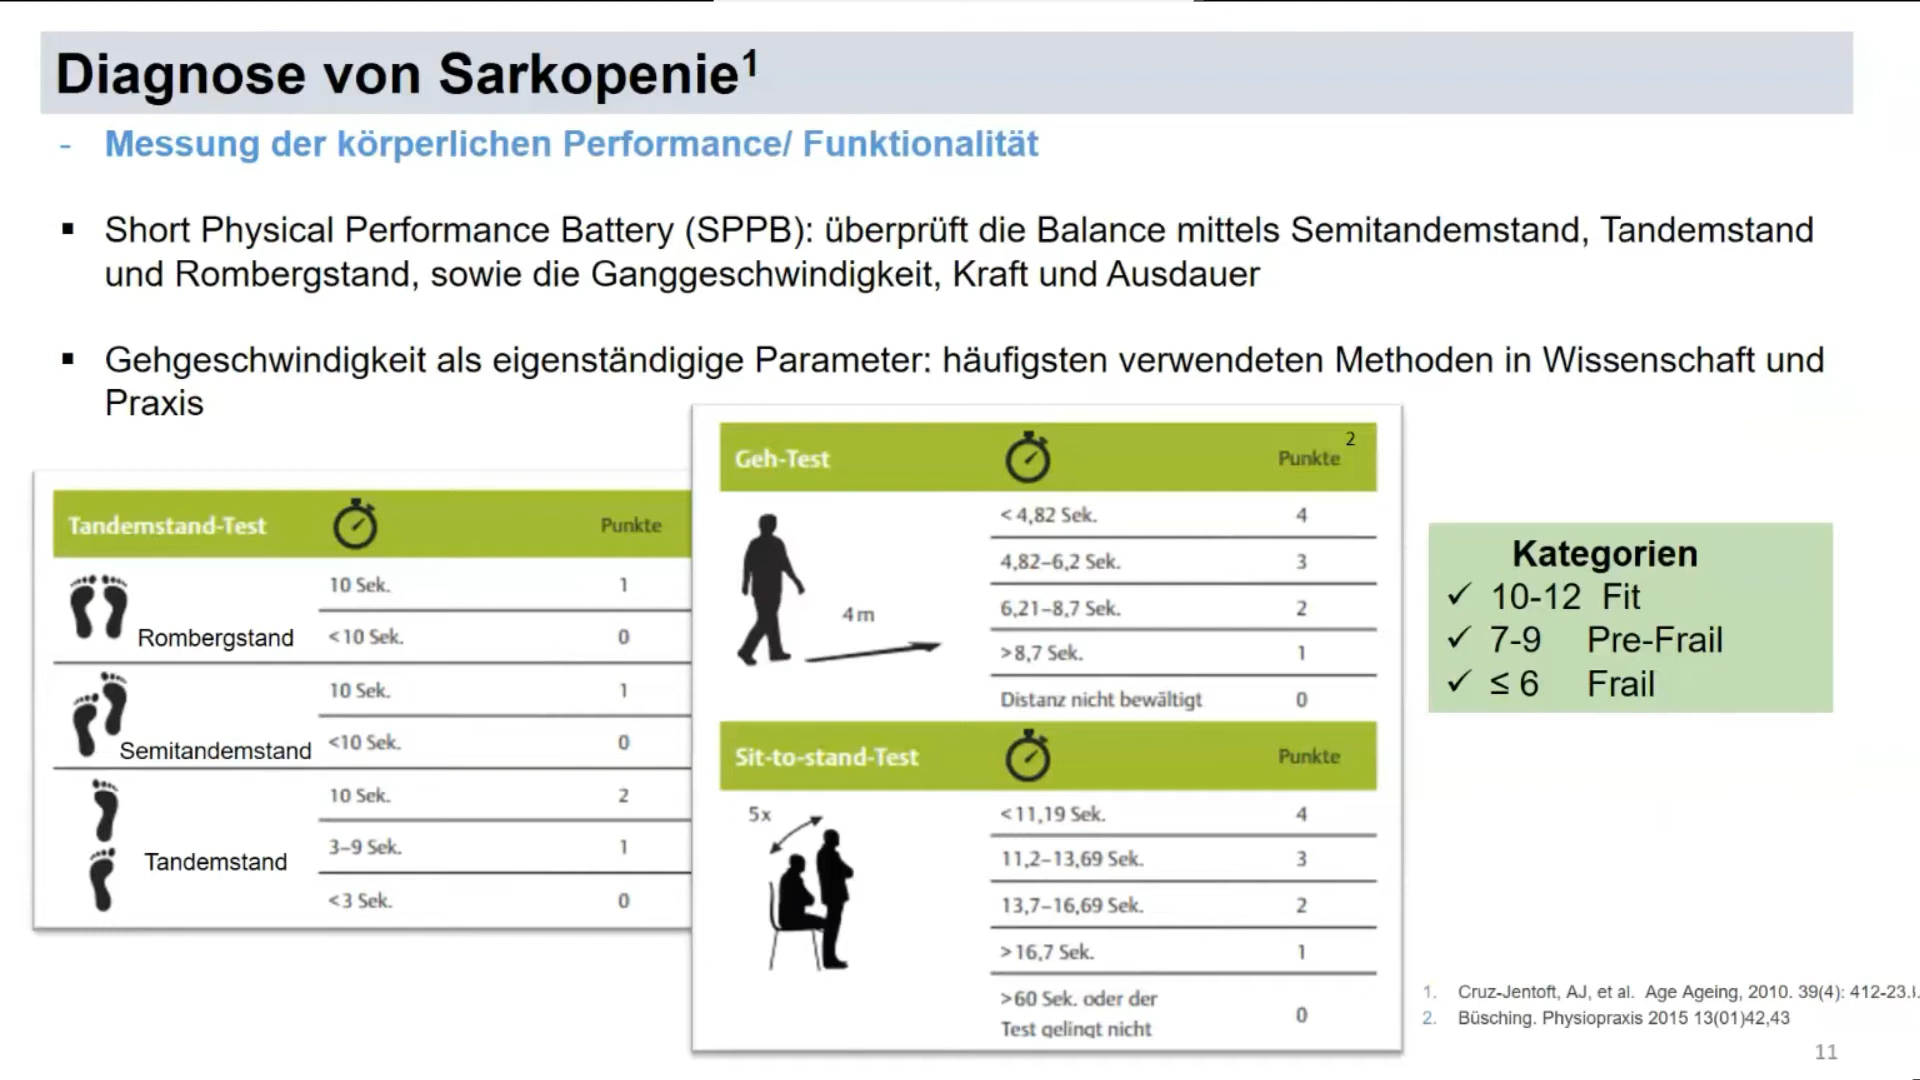 Diagnose von Sarkopenie¹
- Messung der körperlichen Performance/ Funktionalität
▪ Short Physical Performance Battery (SPPB): überprüft die Balance mittels Semitandemstand, Tandemstand
und Rombergstand, sowie die Ganggeschwindigkeit, Kraft und Ausdauer
▪ Gehgeschwindigkeit als eigenständigige Parameter: häufigsten verwendeten Methoden in Wissenschaft und
Praxis
Tandemstand-Test Punkte
10 Sek. 1
Rombergstand <10 Sek. 0
10 Sek. 1
Semitandemstand <10 Sek. 0
10 Sek. 2
3–9 Sek. 1
Tandemstand
<3 Sek. 0
Geh-Test Punkte ²
<4,82 Sek. 4
4,82–6,2 Sek. 3
4m 6,21–8,7 Sek. 2
>8,7 Sek. 1
Distanz nicht bewältigt 0
Sit-to-stand-Test Punkte
5x <11,19 Sek. 4
11,2–13,69 Sek. 3
13,7–16,69 Sek. 2
>16,7 Sek. 1
>60 Sek. oder der
Test gelingt nicht 0
Kategorien
✓ 10-12 Fit
✓ 7-9 Pre-Frail
✓ ≤ 6 Frail
1. Cruz-Jentoft, AJ, et al. Age Ageing, 2010. 39(4): 412-23.
2. Büsching. Physiopraxis 2015 13(01)42,43
11